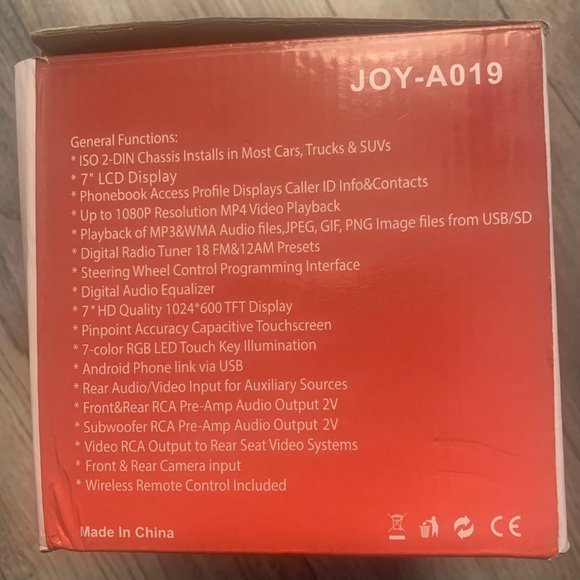 JOY-A019
General Functions:
* ISO 2-DIN Chassis Installs in Most Cars, Trucks & SUVs
* 7" LCD Display
* Phonebook Access Profile Displays Caller ID Info&Contacts
* Up to 1080P Resolution MP4 Video Playback
* Playback of MP3&WMA Audio files,JPEG, GIF, PNG Image files from USB/SD
* Digital Radio Tuner 18 FM&12AM Presets
* Steering Wheel Control Programming Interface
* Digital Audio Equalizer
* 7"HD Quality 1024*600 TFT Display
* Pinpoint Accuracy Capacitive Touchscreen
* 7-color RGB LED Touch Key Illumination
* Android Phone link via USB
* Rear Audio/Video Input for Auxiliary Sources
* Front&Rear RCA Pre-Amp Audio Output 2V
* Subwoofer RCA Pre-Amp Audio Output 2V
* Video RCA Output to Rear Seat Video Systems
* Front & Rear Camera input
* Wireless Remote Control Included
Made In China
CE